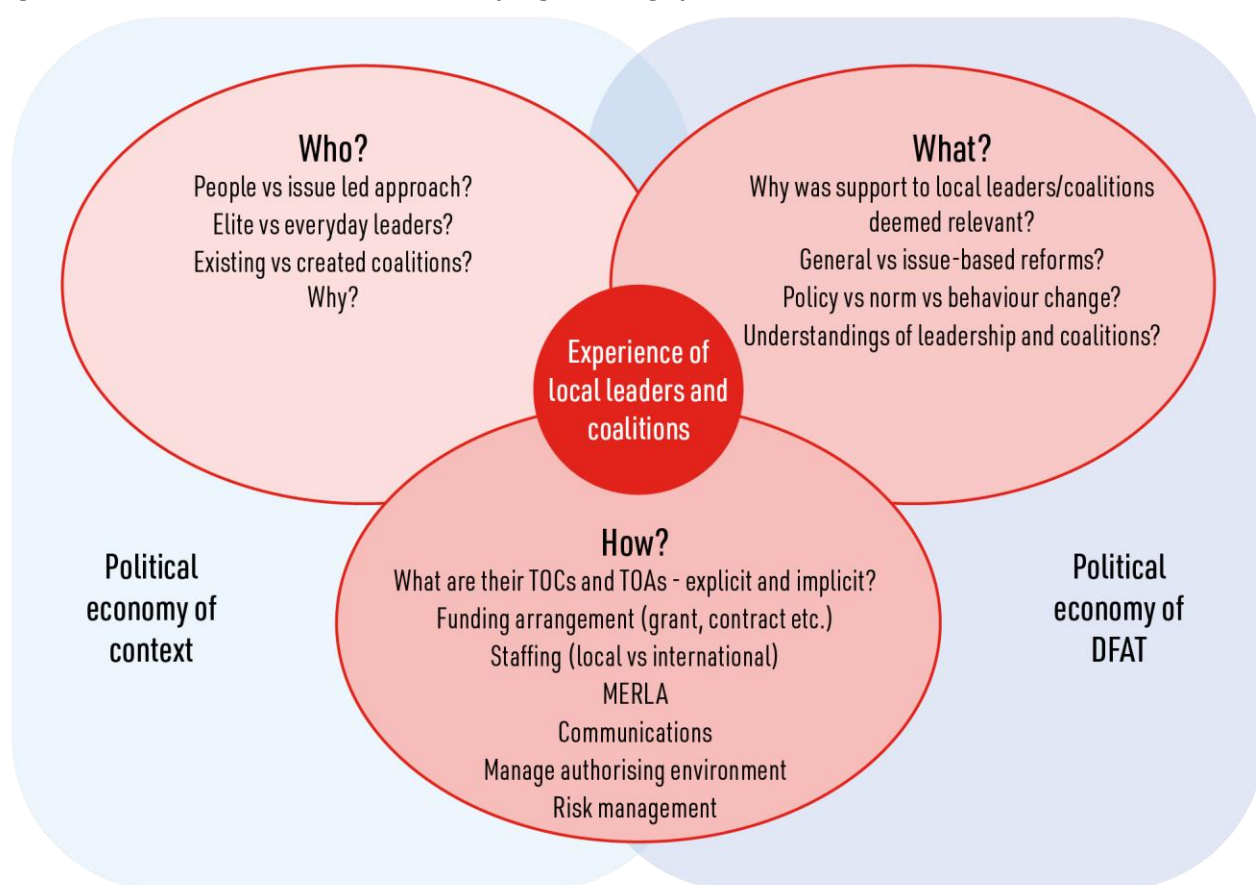 Who?
People vs issue led approach?
Elite vs everyday leaders?
Existing vs created coalitions?
Why?
What?
Why was support to local leaders/coalitions
deemed relevant?
General vs issue-based reforms?
Policy vs norm vs behaviour change?
Understandings of leadership and coalitions?
Experience of
local leaders and
coalitions
How?
What are their TOCs and TOAs - explicit and implicit?
Funding arrangement (grant, contract etc.)
Staffing (local vs international)
MERLA
Communications
Manage authorising environment
Risk management
Political
economy of
context
Political
economy of
DFAT